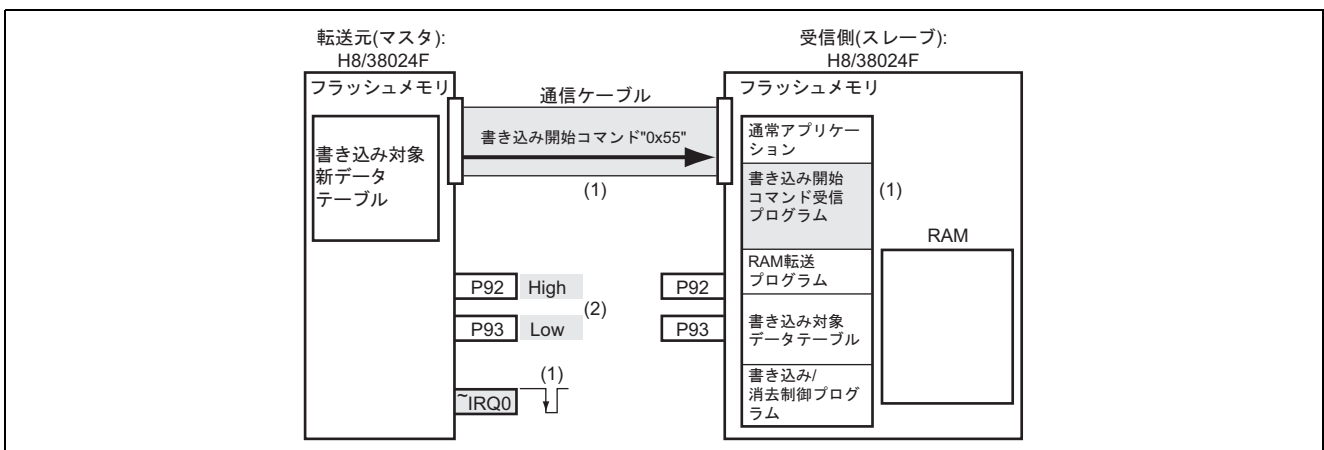 転送元(マスタ):
H8/38024F
フラッシュメモリ
書き込み対象
新データ
テーブル
通信ケーブル
書き込み開始コマンド"0x55"
(1)
P92 High
P93 Low
(2)
(1)
~IRQ0
受信側(スレーブ):
H8/38024F
フラッシュメモリ
通常アプリケー
ション
書き込み開始
コマンド受信
プログラム
(1)
RAM転送
プログラム
書き込み対象
データテーブル
書き込み/
消去制御プログ
ラム
RAM
P92
P93